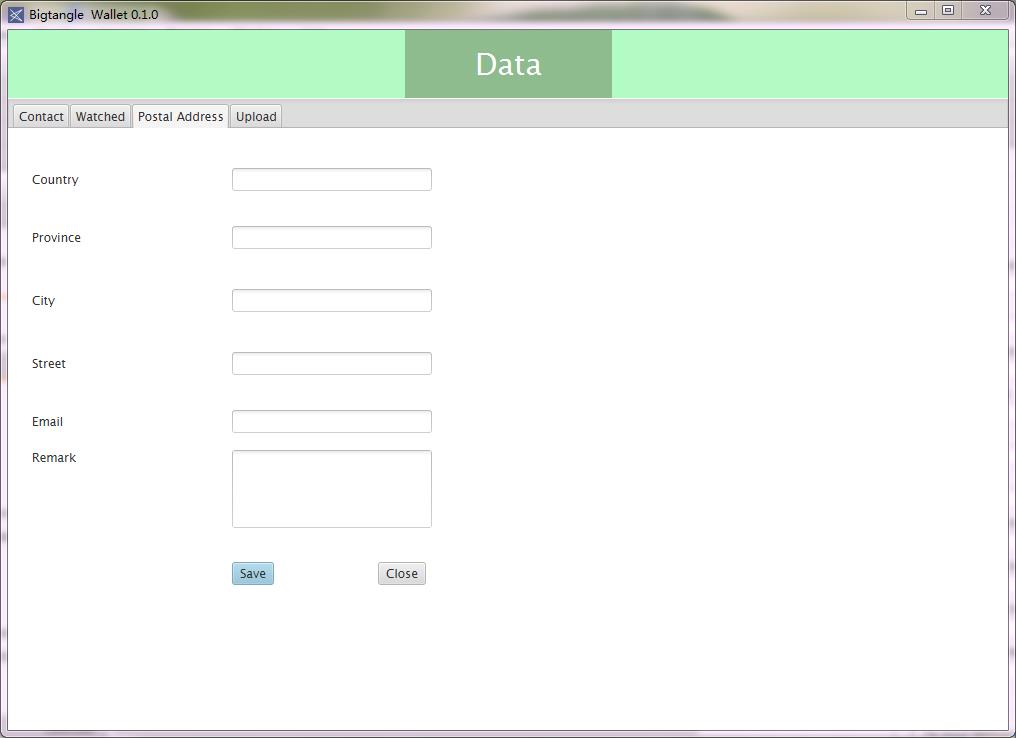 Bigtangle Wallet 0.1.0
Data
Contact Watched Postal Address Upload
Country
Province
City
Street
Email
Remark
Save Close